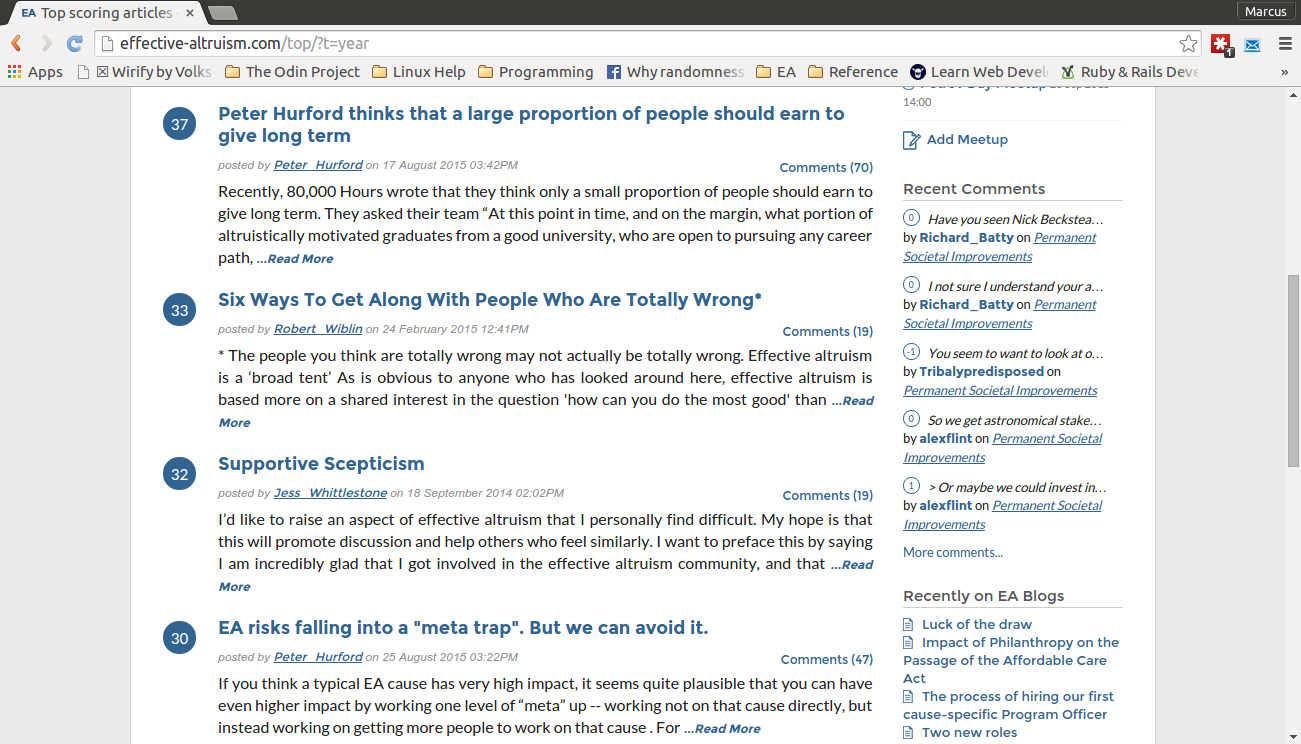 EA Top scoring articles
Marcus
effective-altruism.com/top/?t=year
1
Apps
Wirify by Volks
The Odin Project
Linux Help
Programming
Why randomness
EA
Reference
Learn Web Devel
Ruby & Rails Deve
»
37
Peter Hurford thinks that a large proportion of people should earn to
give long term
posted by Peter_Hurford on 17 August 2015 03:42PM
Comments (70)
Recently, 80,000 Hours wrote that they think only a small proportion of people should earn to
give long term. They asked their team “At this point in time, and on the margin, what portion of
altruistically motivated graduates from a good university, who are open to pursuing any career
path, ...Read More
33
Six Ways To Get Along With People Who Are Totally Wrong*
posted by Robert_Wiblin on 24 February 2015 12:41PM
Comments (19)
* The people you think are totally wrong may not actually be totally wrong. Effective altruism
is a ‘broad tent’ As is obvious to anyone who has looked around here, effective altruism is
based more on a shared interest in the question 'how can you do the most good' than ...Read
More
32
Supportive Scepticism
posted by Jess_Whittlestone on 18 September 2014 02:02PM
Comments (19)
I’d like to raise an aspect of effective altruism that I personally find difficult. My hope is that
this will promote discussion and help others who feel similarly. I want to preface this by saying
I am incredibly glad that I got involved in the effective altruism community, and that ...Read
More
30
EA risks falling into a "meta trap". But we can avoid it.
posted by Peter_Hurford on 25 August 2015 03:22PM
Comments (47)
If you think a typical EA cause has very high impact, it seems quite plausible that you can have
even higher impact by working one level of “meta” up -- working not on that cause directly, but
instead working on getting more people to work on that cause . For ...Read More
14:00
Add Meetup
Recent Comments
0 Have you seen Nick Beckstea…
by Richard_Batty on Permanent
Societal Improvements
0 I not sure I understand your a…
by Richard_Batty on Permanent
Societal Improvements
-1 You seem to want to look at o…
by Tribalypredisposed on
Permanent Societal Improvements
0 So we get astronomical stake…
by alexflint on Permanent Societal
Improvements
1 > Or maybe we could invest in…
by alexflint on Permanent Societal
Improvements
More comments...
Recently on EA Blogs
Luck of the draw
Impact of Philanthropy on the
Passage of the Affordable Care
Act
The process of hiring our first
cause-specific Program Officer
Two new roles